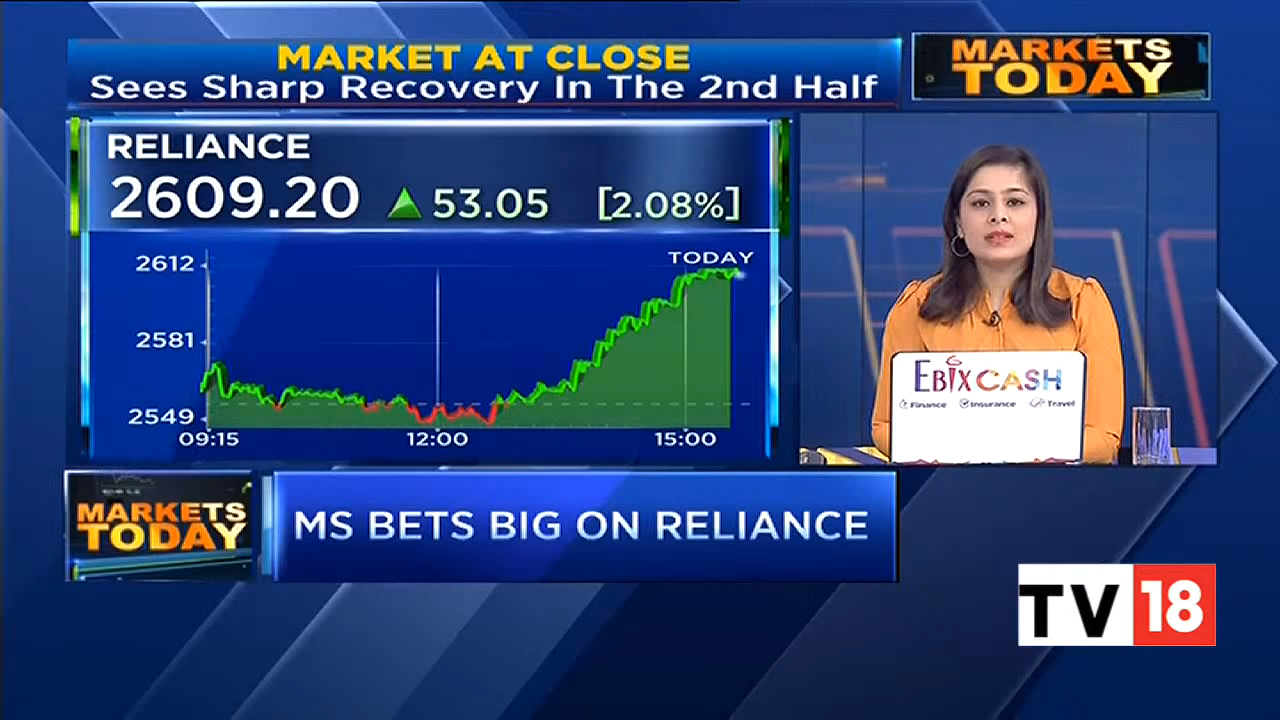 MARKET AT CLOSE
Sees Sharp Recovery In The 2nd Half
MARKETS
TODAY
RELIANCE
2609.20 ▲ 53.05 [2.08%]
TODAY
2612
2581
2549
09:15 12:00 15:00
EBIXCASH
Finance Insurance Travel
MARKETS
TODAY
MS BETS BIG ON RELIANCE
TV18